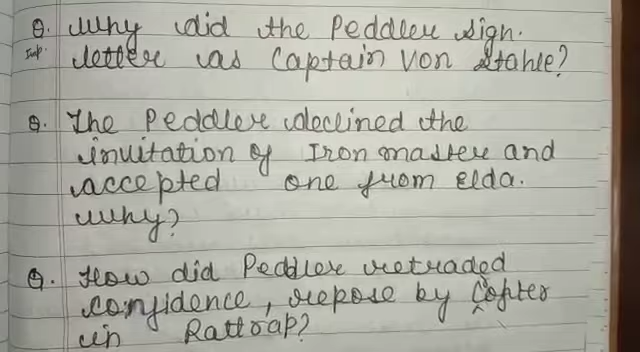 Q. Why did the Peddler sign.
Imp. letter as Captain Von Stahle?
Q. The Peddler declined the
invitation of Iron master and
accepted one from Elda.
Why?
Q. How did Peddler retraded
confidence, repose by Cofter
in Rattrap?